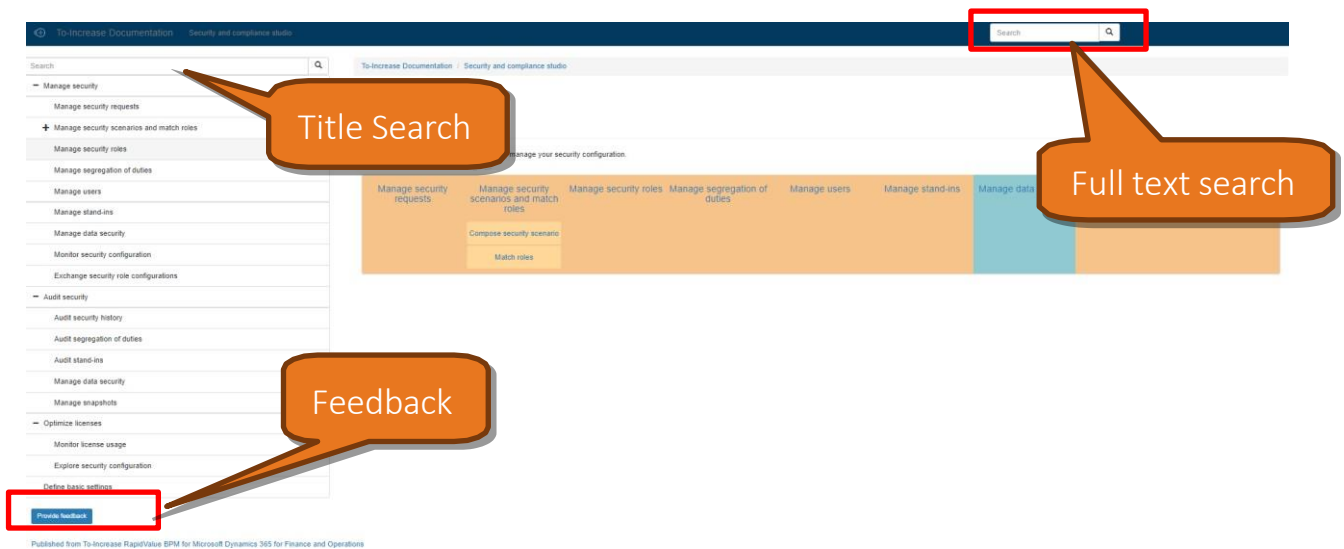 To-Increase Documentation Security and compliance studio
Search
Search
Title Search
Full text search
Manage security
Manage security requests
Manage security scenarios and match roles
Manage security roles
Manage segregation of duties
Manage users
Manage stand-ins
Manage data security
Monitor security configuration
Exchange security role configurations
Audit security
Audit security history
Audit segregation of duties
Audit stand-ins
Manage data security
Manage snapshots
Optimize licenses
Monitor license usage
Explore security configuration
Define basic settings
Feedback
Provide feedback
To-Increase Documentation / Security and compliance studio
manage your security configuration.
Manage security
requests
Manage security
scenarios and match
roles
Compose security scenario
Match roles
Manage security roles
Manage segregation of
duties
Manage users
Manage stand-ins
Manage data
Published from To-Increase RapidValue BPM for Microsoft Dynamics 365 for Finance and Operations